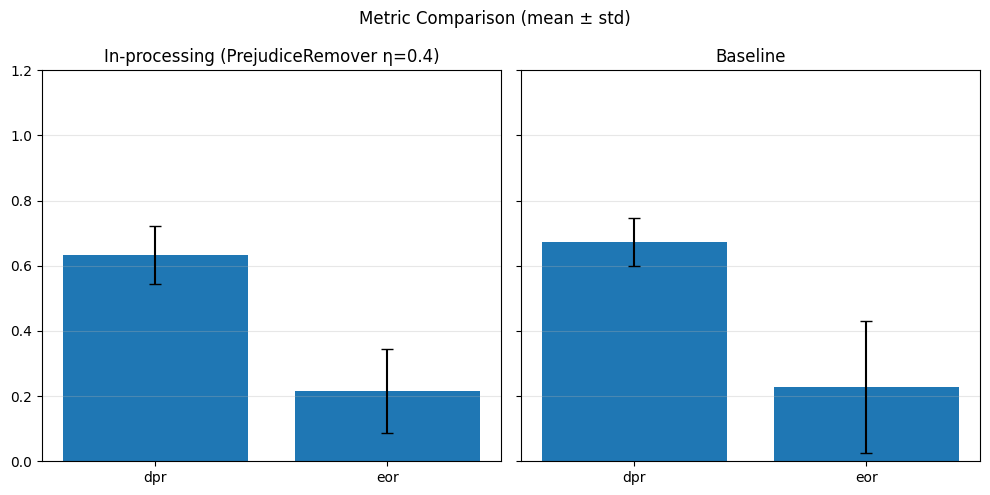 Metric Comparison (mean ± std)
In-processing (PrejudiceRemover η=0.4)
Baseline
1.2
1.0
0.8
0.6
0.4
0.2
0.0
dpr
eor
dpr
eor